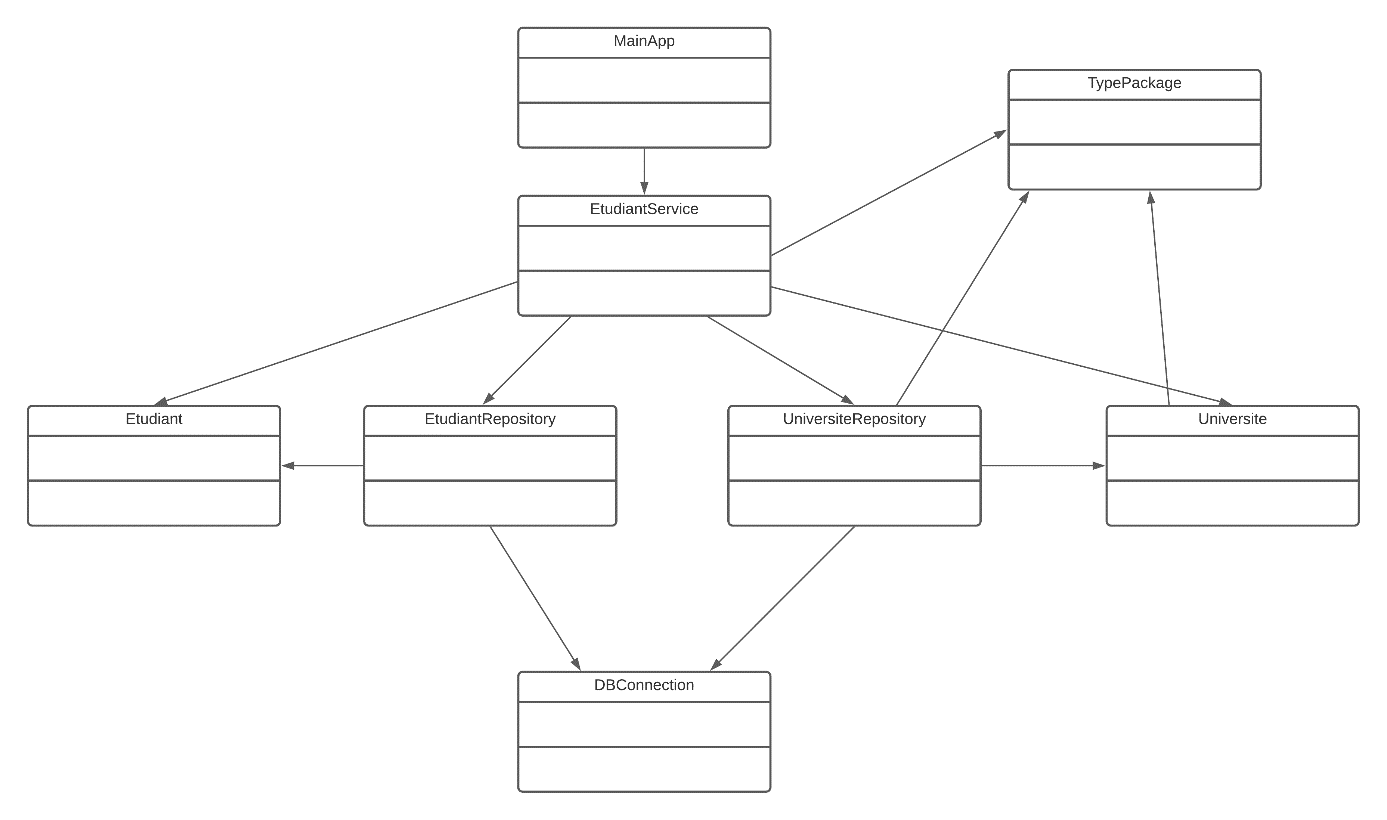 MainApp
TypePackage
EtudiantService
Etudiant
EtudiantRepository
UniversiteRepository
Universite
DBConnection